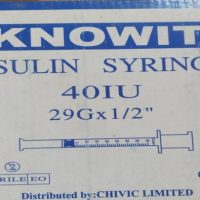 KNOWIT
SULIN SYRING
40IU
29Gx1/2"
RILE EO
Distributed by:CHIVIC LIMITED